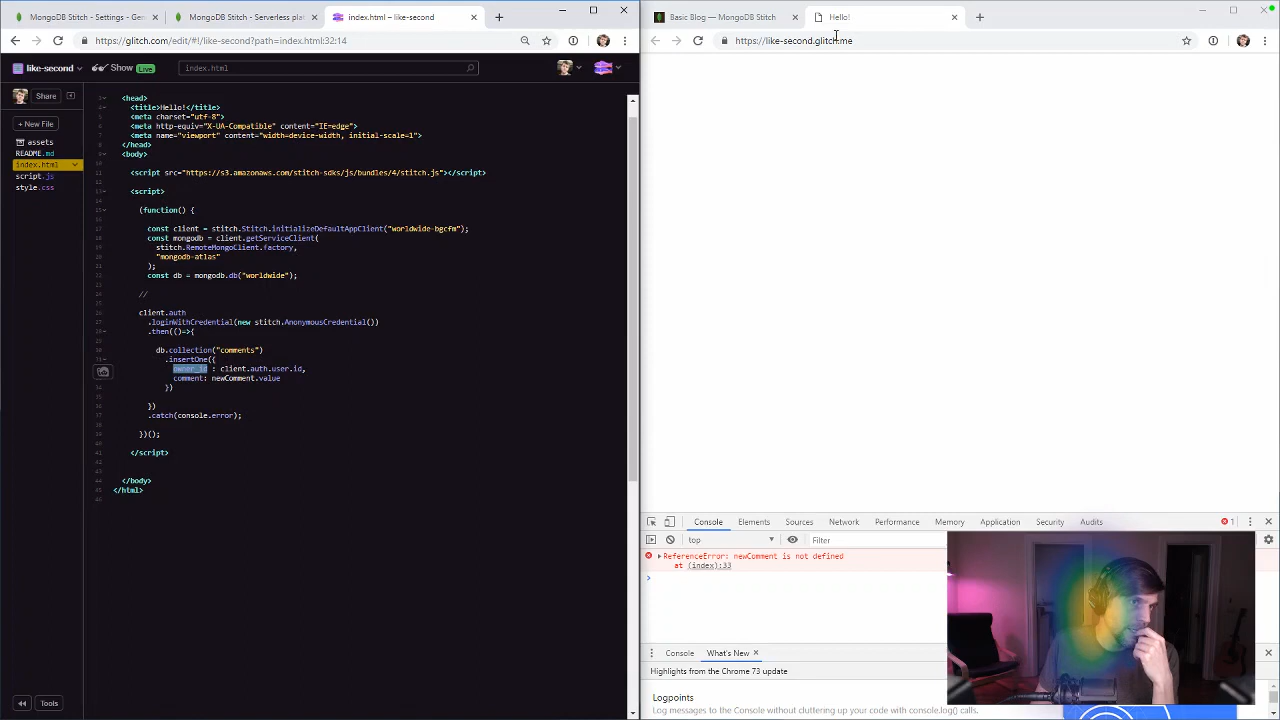 MongoDB Stitch - Settings - Gen
MongoDB Stitch - Serverless pla
index.html – like-second
https://glitch.com/edit/#!/like-second?path=index.html:32:14
like-second
Show
Live
index.html
Share
+ New File
assets
README.md
index.html
script.js
style.css
<head>
<title>Hello!</title>
<meta charset="utf-8">
<meta http-equiv="X-UA-Compatible" content="IE=edge">
<meta name="viewport" content="width=device-width, initial-scale=1">
</head>
<body>
<script src="https://s3.amazonaws.com/stitch-sdks/js/bundles/4/stitch.js"></script>
<script>
(function() {
const client = stitch.Stitch.initializeDefaultAppClient("worldwide-bgcfm");
const mongodb = client.getServiceClient(
stitch.RemoteMongoClient.factory,
"mongodb-atlas"
);
const db = mongodb.db("worldwide");
//
client.auth
.loginWithCredential(new stitch.AnonymousCredential())
.then(()=>{
db.collection("comments")
.insertOne({
owner_id : client.auth.user.id,
comment: newComment.value
})
})
.catch(console.error);
})();
</script>
</body>
</html>
Tools
Basic Blog — MongoDB Stitch
Hello!
https://like-second.glitch.me
Console
Elements
Sources
Network
Performance
Memory
Application
Security
Audits
1
top
Filter
ReferenceError: newComment is not defined
at (index):33
Console
What's New
Highlights from the Chrome 73 update
Logpoints
Log messages to the Console without cluttering up your code with console.log() calls.